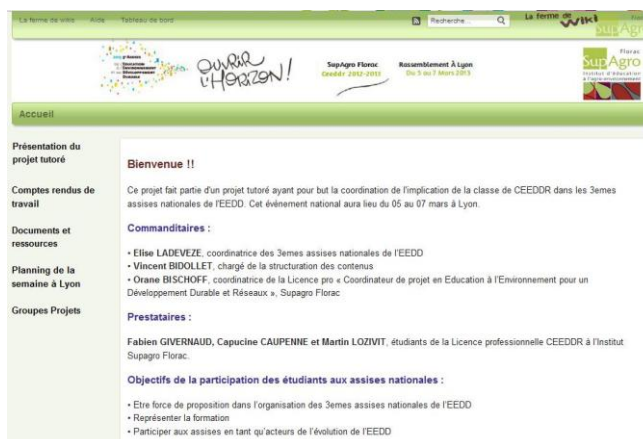 La ferme de wikis Aide Tableau de bord Recherche... La ferme de Wiki SupAgro
OUVRIR L'HORIZON !
SupAgro Florac
CEEddr 2012-2013
Rassemblement À Lyon
Du 5 au 7 Mars 2013
Florac
SupAgro
Accueil
Présentation du
projet tutoré
Comptes rendus de
travail
Documents et
ressources
Planning de la
semaine à Lyon
Groupes Projets
Bienvenue !!
Ce projet fait partie d'un projet tutoré ayant pour but la coordination de l'implication de la classe de CEEDDR dans les 3emes
assises nationales de l'EEDD. Cet événement national aura lieu du 05 au 07 mars à Lyon.
Commanditaires :
• Elise LADEVEZE, coordinatrice des 3emes assises nationales de l'EEDD
• Vincent BIDOLLET, chargé de la structuration des contenus
• Orane BISCHOFF, coordinatrice de la Licence pro « Coordinateur de projet en Education à l'Environnement pour un
Développement Durable et Réseaux », Supagro Florac
Prestataires :
Fabien GIVERNAUD, Capucine CAUPENNE et Martin LOZIVIT, étudiants de la Licence professionnelle CEEDDR à l'Institut
Supagro Florac.
Objectifs de la participation des étudiants aux assises nationales :
• Etre force de proposition dans l'organisation des 3emes assises nationales de l'EEDD
• Représenter la formation
• Participer aux assises en tant qu'acteurs de l'évolution de l'EEDD